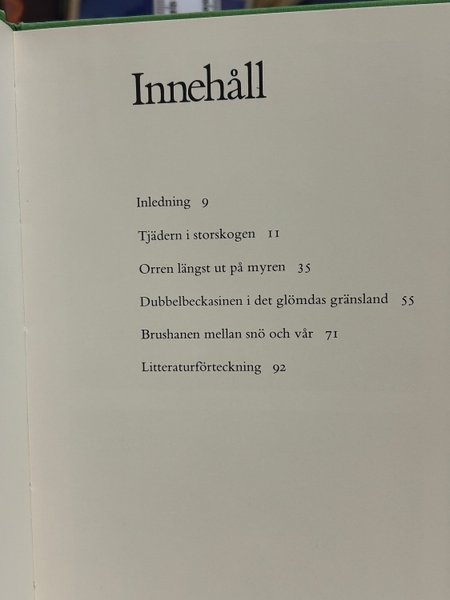 Innehåll
Inledning 9
Tjädern i storskogen 11
Orren längst ut på myren 35
Dubbelbeckasinen i det glömdas gränsland 55
Brushanen mellan snö och vår 71
Litteraturförteckning 92